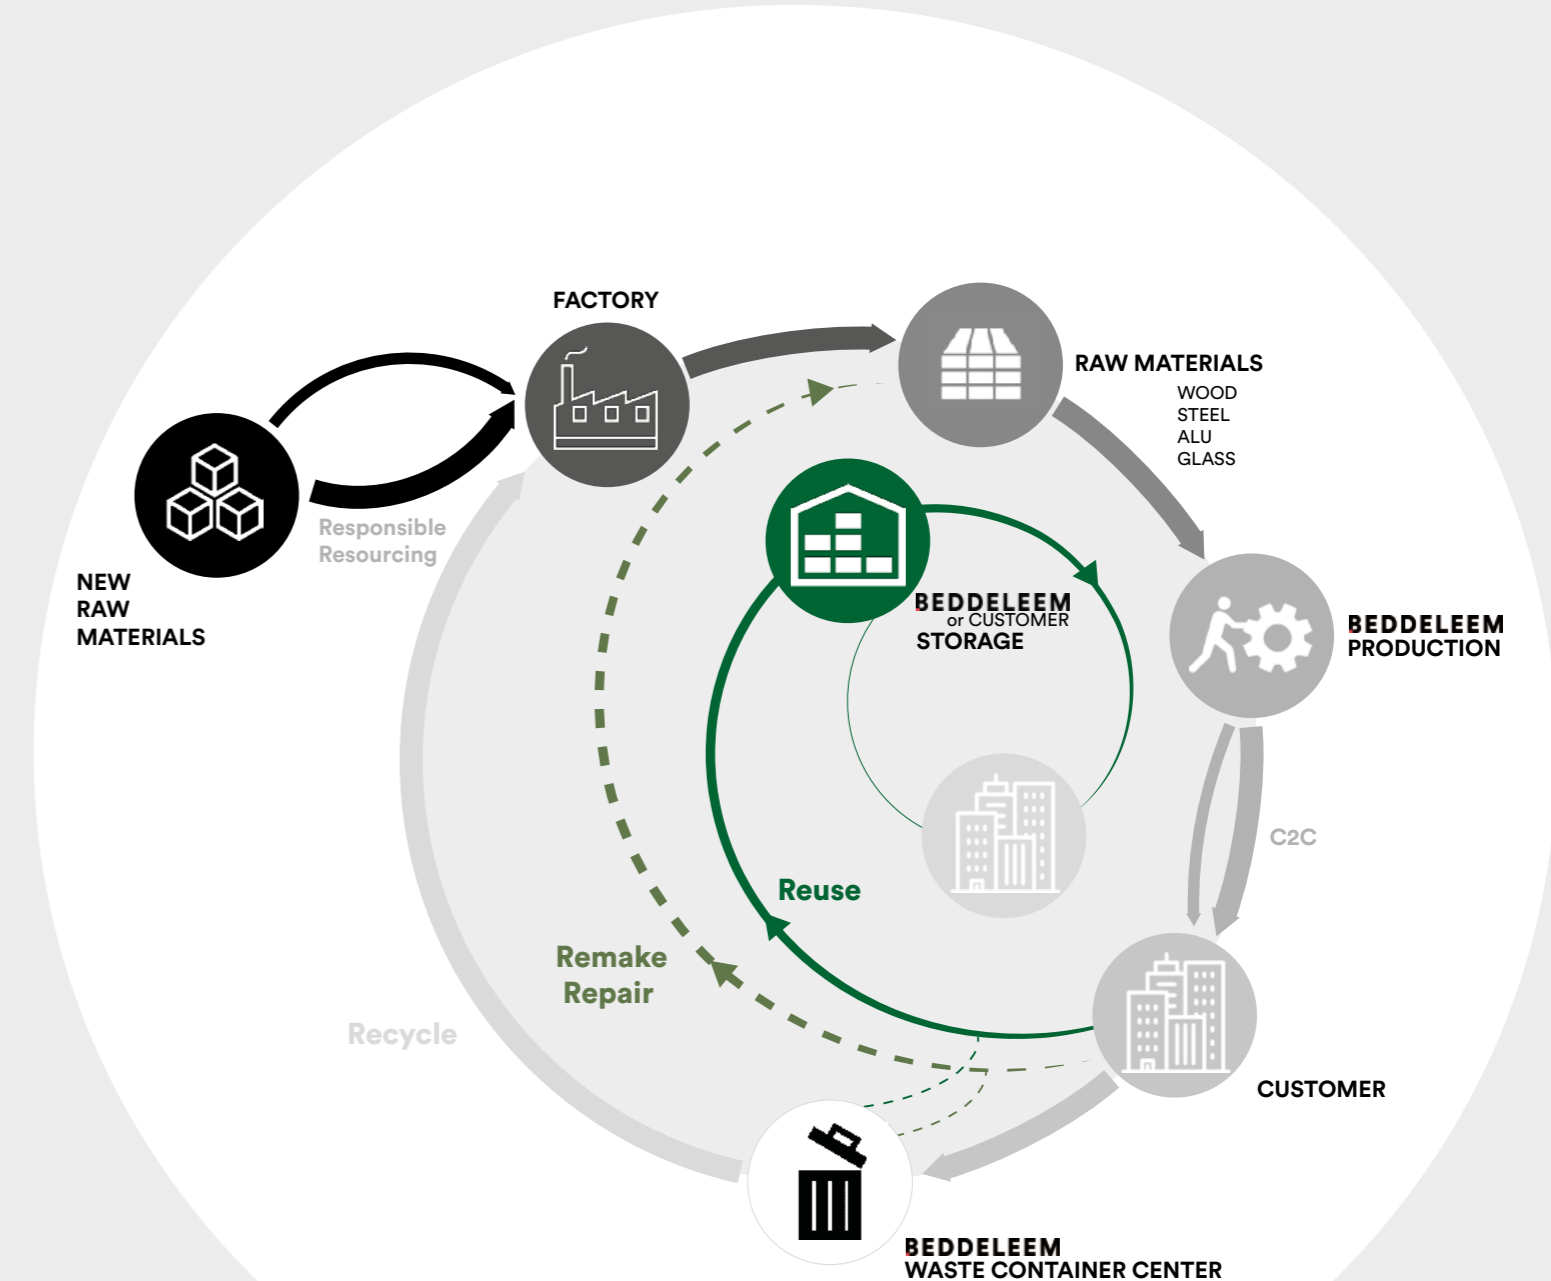 FACTORY
RAW MATERIALS
WOOD
STEEL
ALU
GLASS
Responsible
Resourcing
NEW
RAW
MATERIALS
BEDDELEEM
or CUSTOMER
STORAGE
BEDDELEEM
PRODUCTION
C2C
Reuse
Remake
Repair
Recycle
CUSTOMER
BEDDELEEM
WASTE CONTAINER CENTER